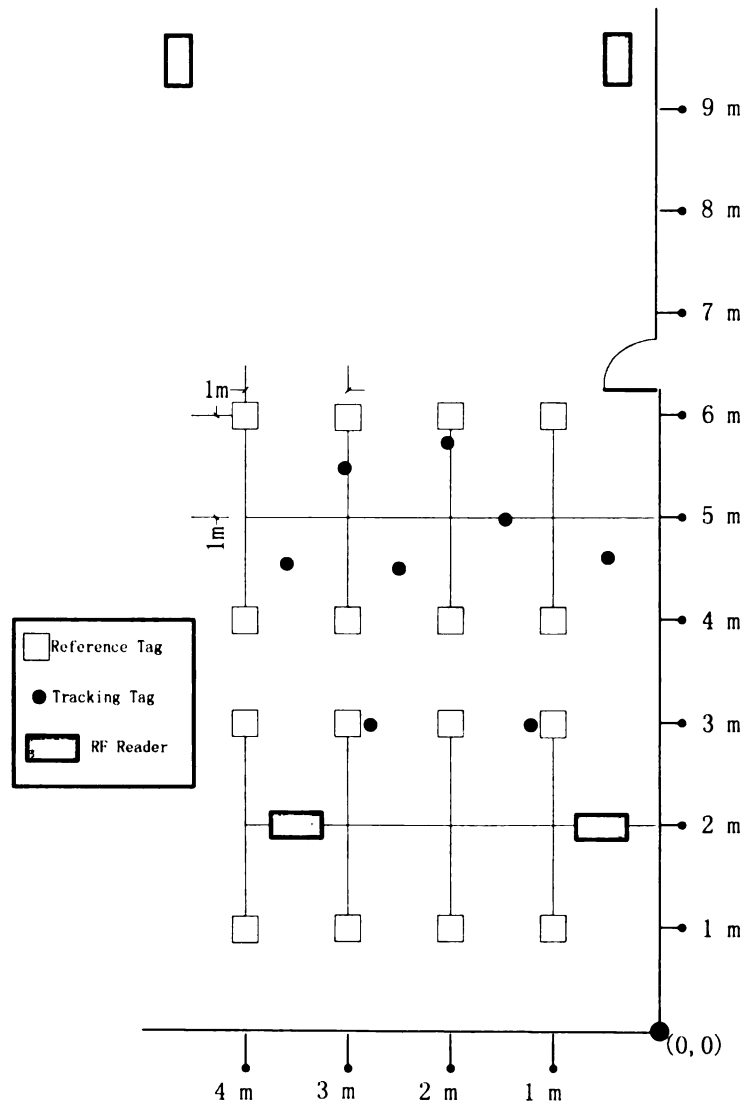 9 m
8 m
7 m
1m
6 m
1m
5 m
4 m
Reference Tag
Tracking Tag
3 m
RF Reader
2 m
1 m
(0,0)
4 m
3 m
2 m
1 m